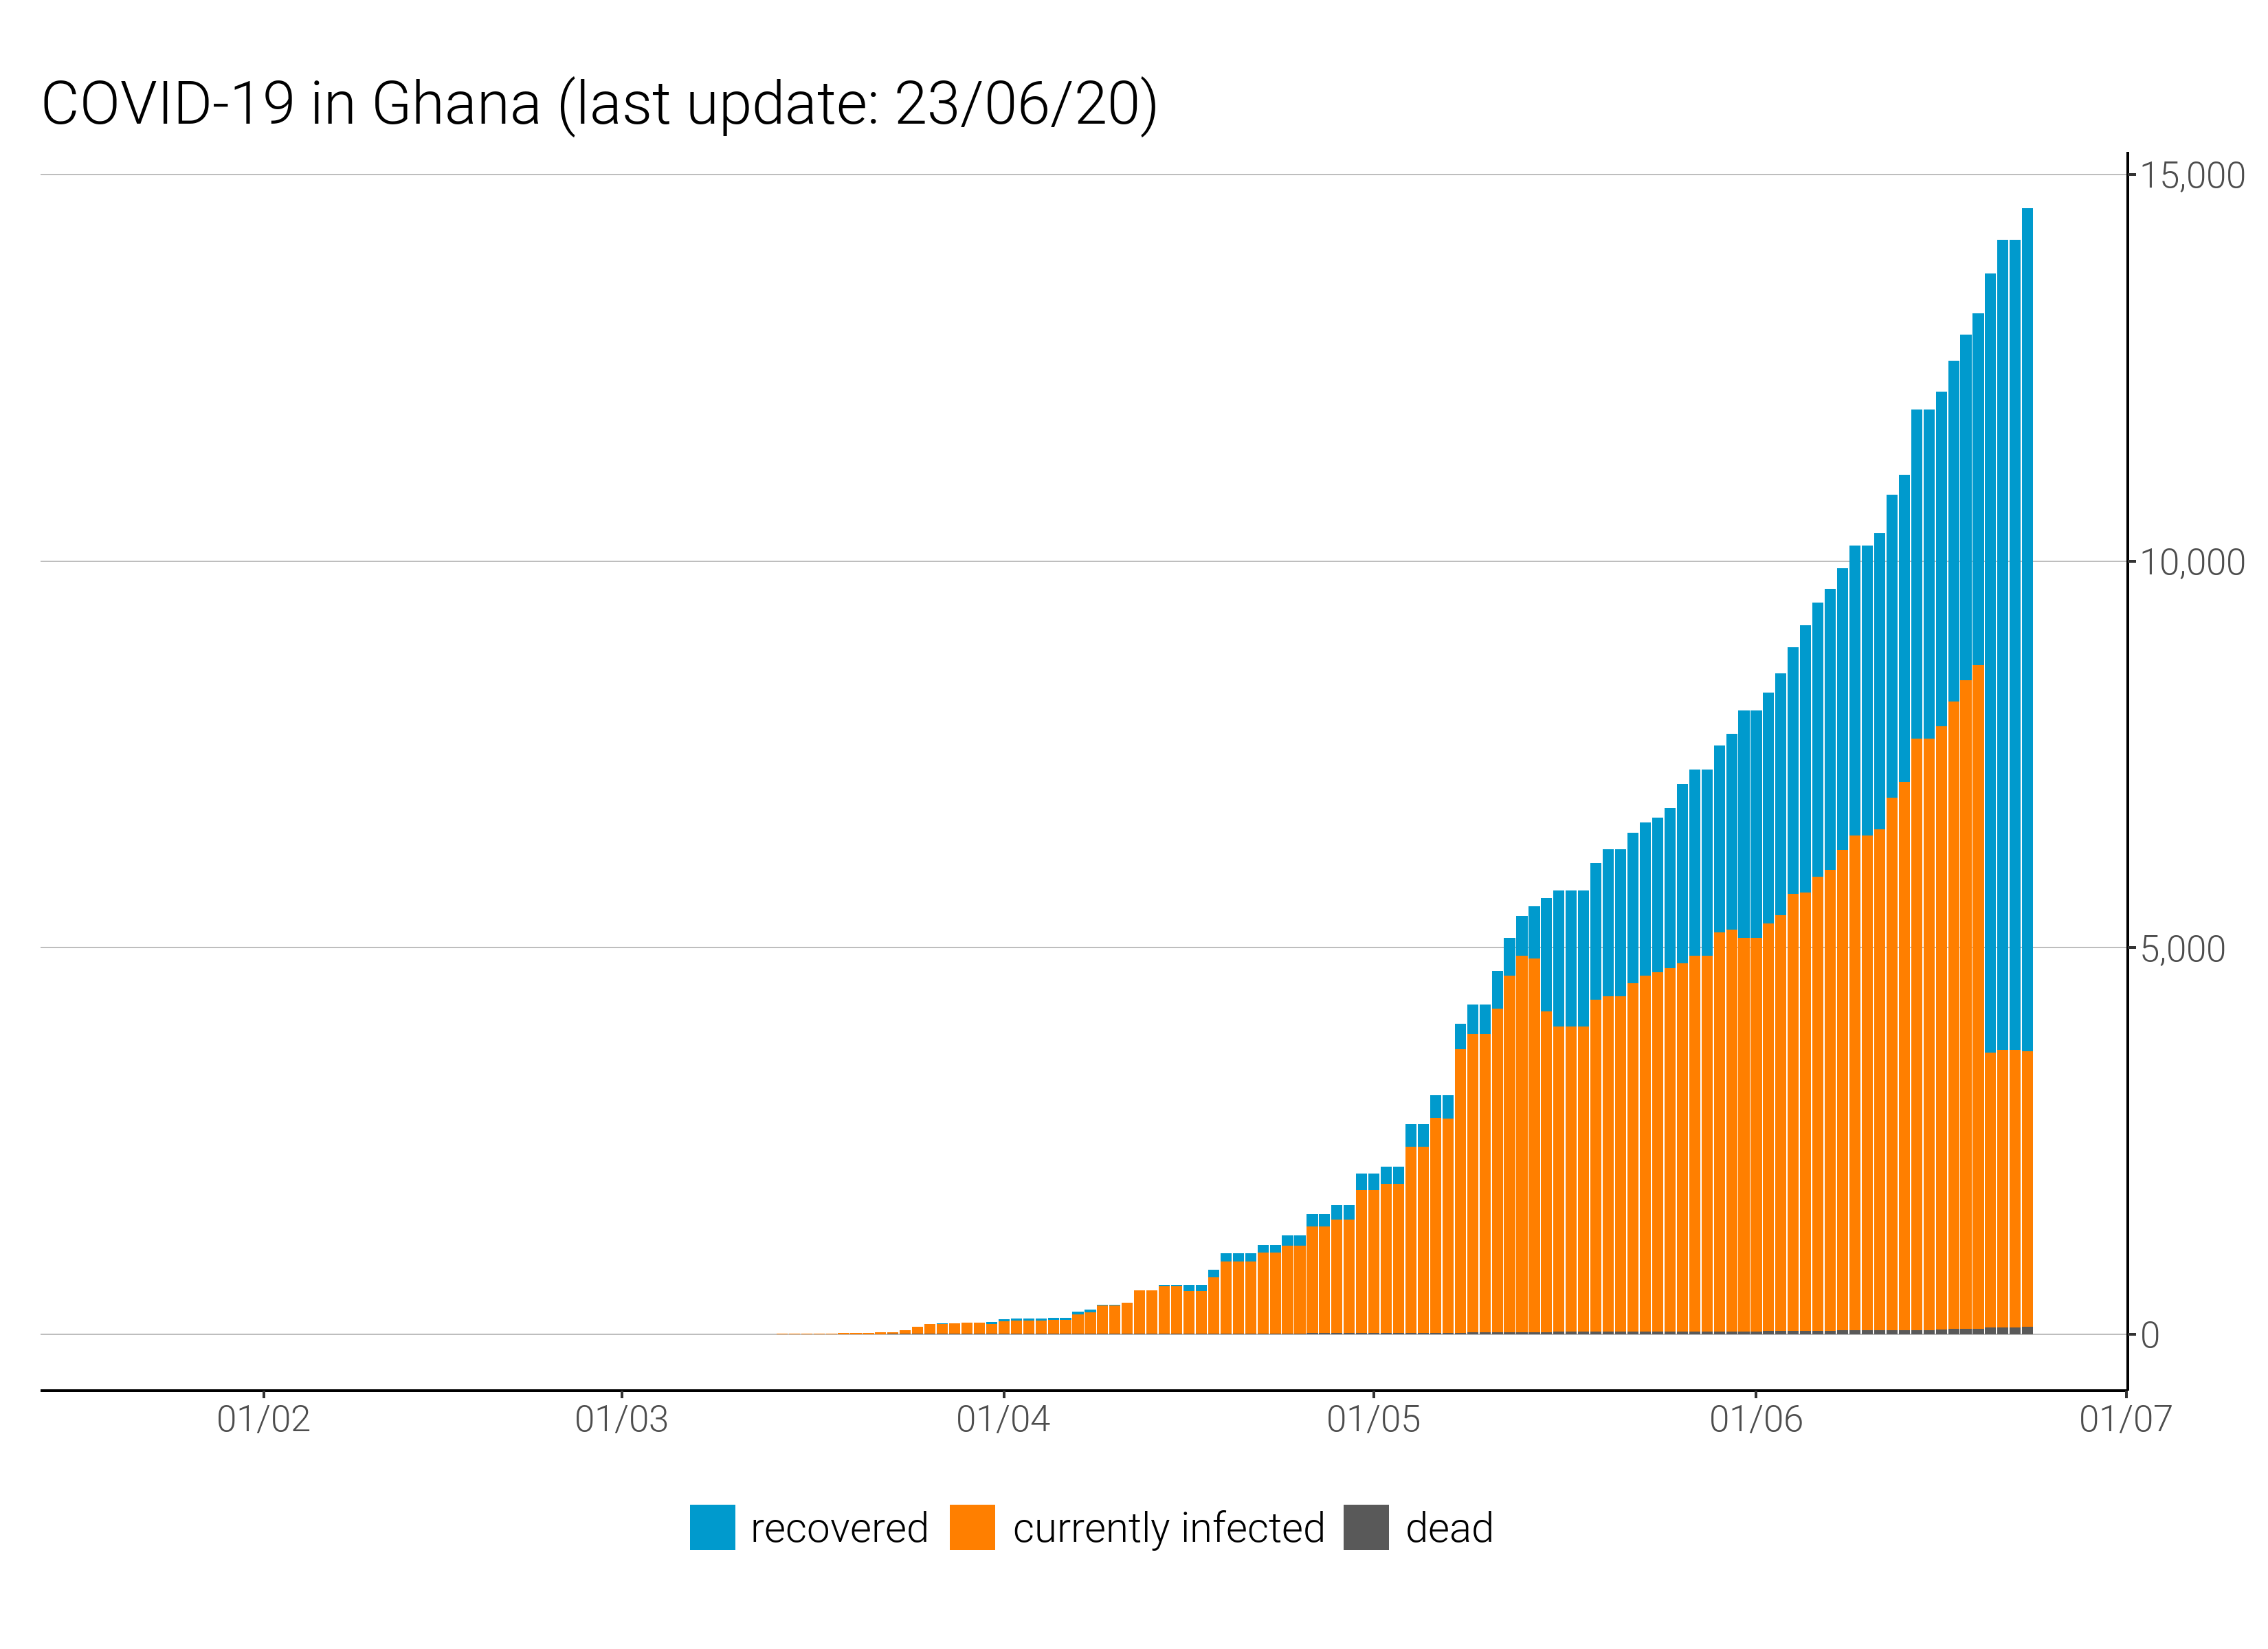 COVID-19 in Ghana (last update: 23/06/20)
15,000
10,000
5,000
0
01/02 01/03 01/04 01/05 01/06 01/07
recovered currently infected dead